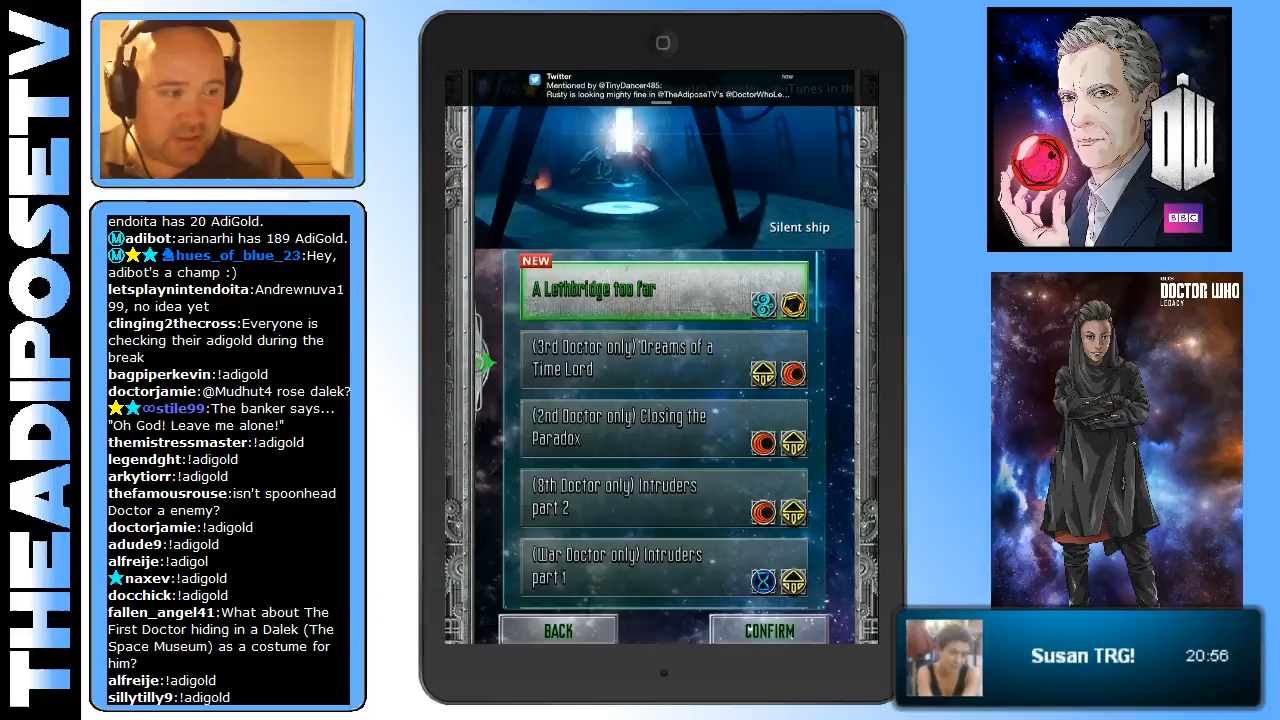 THEADIPOSETV
endoita has 20 AdiGold.
adibot:arianarhi has 189 AdiGold.
hues_of_blue_23:Hey,
adibot's a champ :)
letsplaynintendoita:Andrewnuva1
99, no idea yet
clinging2thecross:Everyone is
checking their adigold during the
break
bagpiperkevin:!adigold
doctorjamie:@Mudhut4 rose dalek?
stile99:The banker says...
"Oh God! Leave me alone!"
themistressmaster:!adigold
legendght:!adigold
arkytiorr:!adigold
thefamousrouse:isn't spoonhead
Doctor a enemy?
doctorjamie:!adigold
adude9:!adigold
alfreije:!adigol
naxev:!adigold
docchick:!adigold
fallen_angel41:What about The
First Doctor hiding in a Dalek (The
Space Museum) as a costume for
him?
alfreije:!adigold
sillytilly9:!adigold
Twitter
now
Mentioned by @TinyDancer485:
Rusty is looking mighty fine in @TheAdiposeTV's @DoctorWhoLe...
iTunes in th
Silent ship
NEW
A Lethbridge too far
(3rd Doctor only) Dreams of a
Time Lord
(2nd Doctor only) Closing the
Paradox
(8th Doctor only) Intruders
part 2
(War Doctor only) Intruders
part 1
BACK
CONFIRM
DW
BBC
DOCTOR WHO
LEGACY
Susan TRG!
20:56